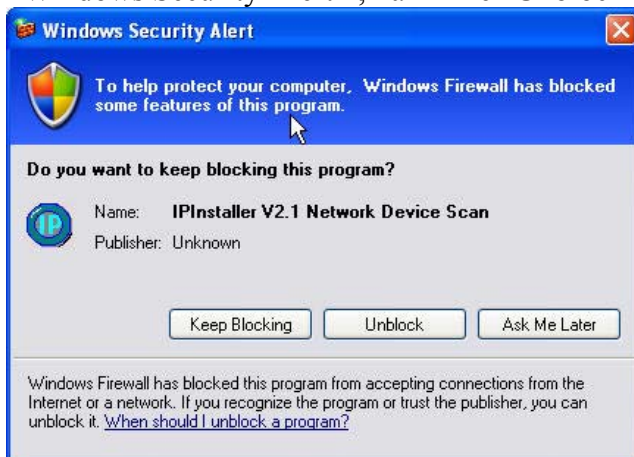 Windows Security Alert
To help protect your computer, Windows Firewall has blocked
some features of this program.
Do you want to keep blocking this program?
IP
Name: IPInstaller V2.1 Network Device Scan
Publisher: Unknown
Keep Blocking Unblock Ask Me Later
Windows Firewall has blocked this program from accepting connections from the
Internet or a network. If you recognize the program or trust the publisher, you can
unblock it. When should I unblock a program?